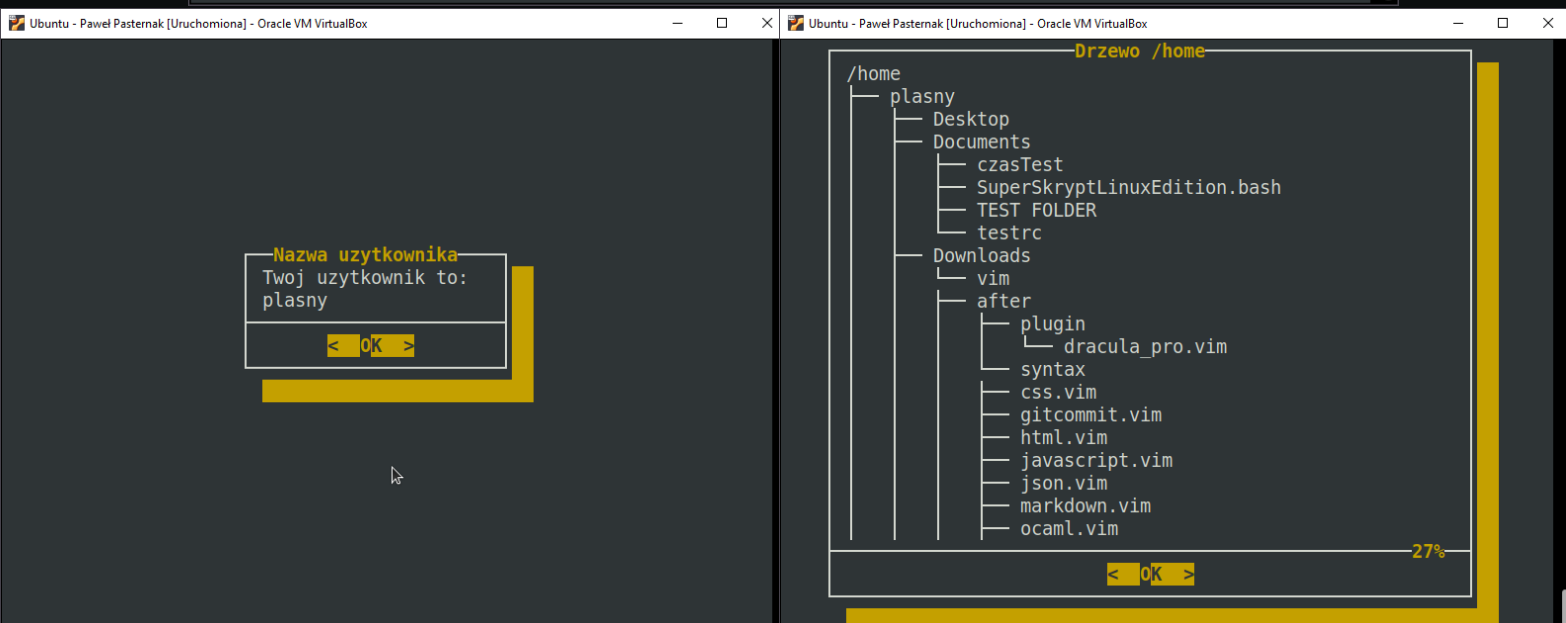 Ubuntu - Paweł Pasternak [Uruchomiona] - Oracle VM VirtualBox
Nazwa uzytkownika
Twoj uzytkownik to:
plasny
< OK >
Ubuntu - Paweł Pasternak [Uruchomiona] - Oracle VM VirtualBox
Drzewo /home
/home
plasny
Desktop
Documents
czasTest
SuperSkryptLinuxEdition.bash
TEST FOLDER
testrc
Downloads
vim
after
plugin
dracula_pro.vim
syntax
css.vim
gitcommit.vim
html.vim
javascript.vim
json.vim
markdown.vim
ocaml.vim
27%
< OK >